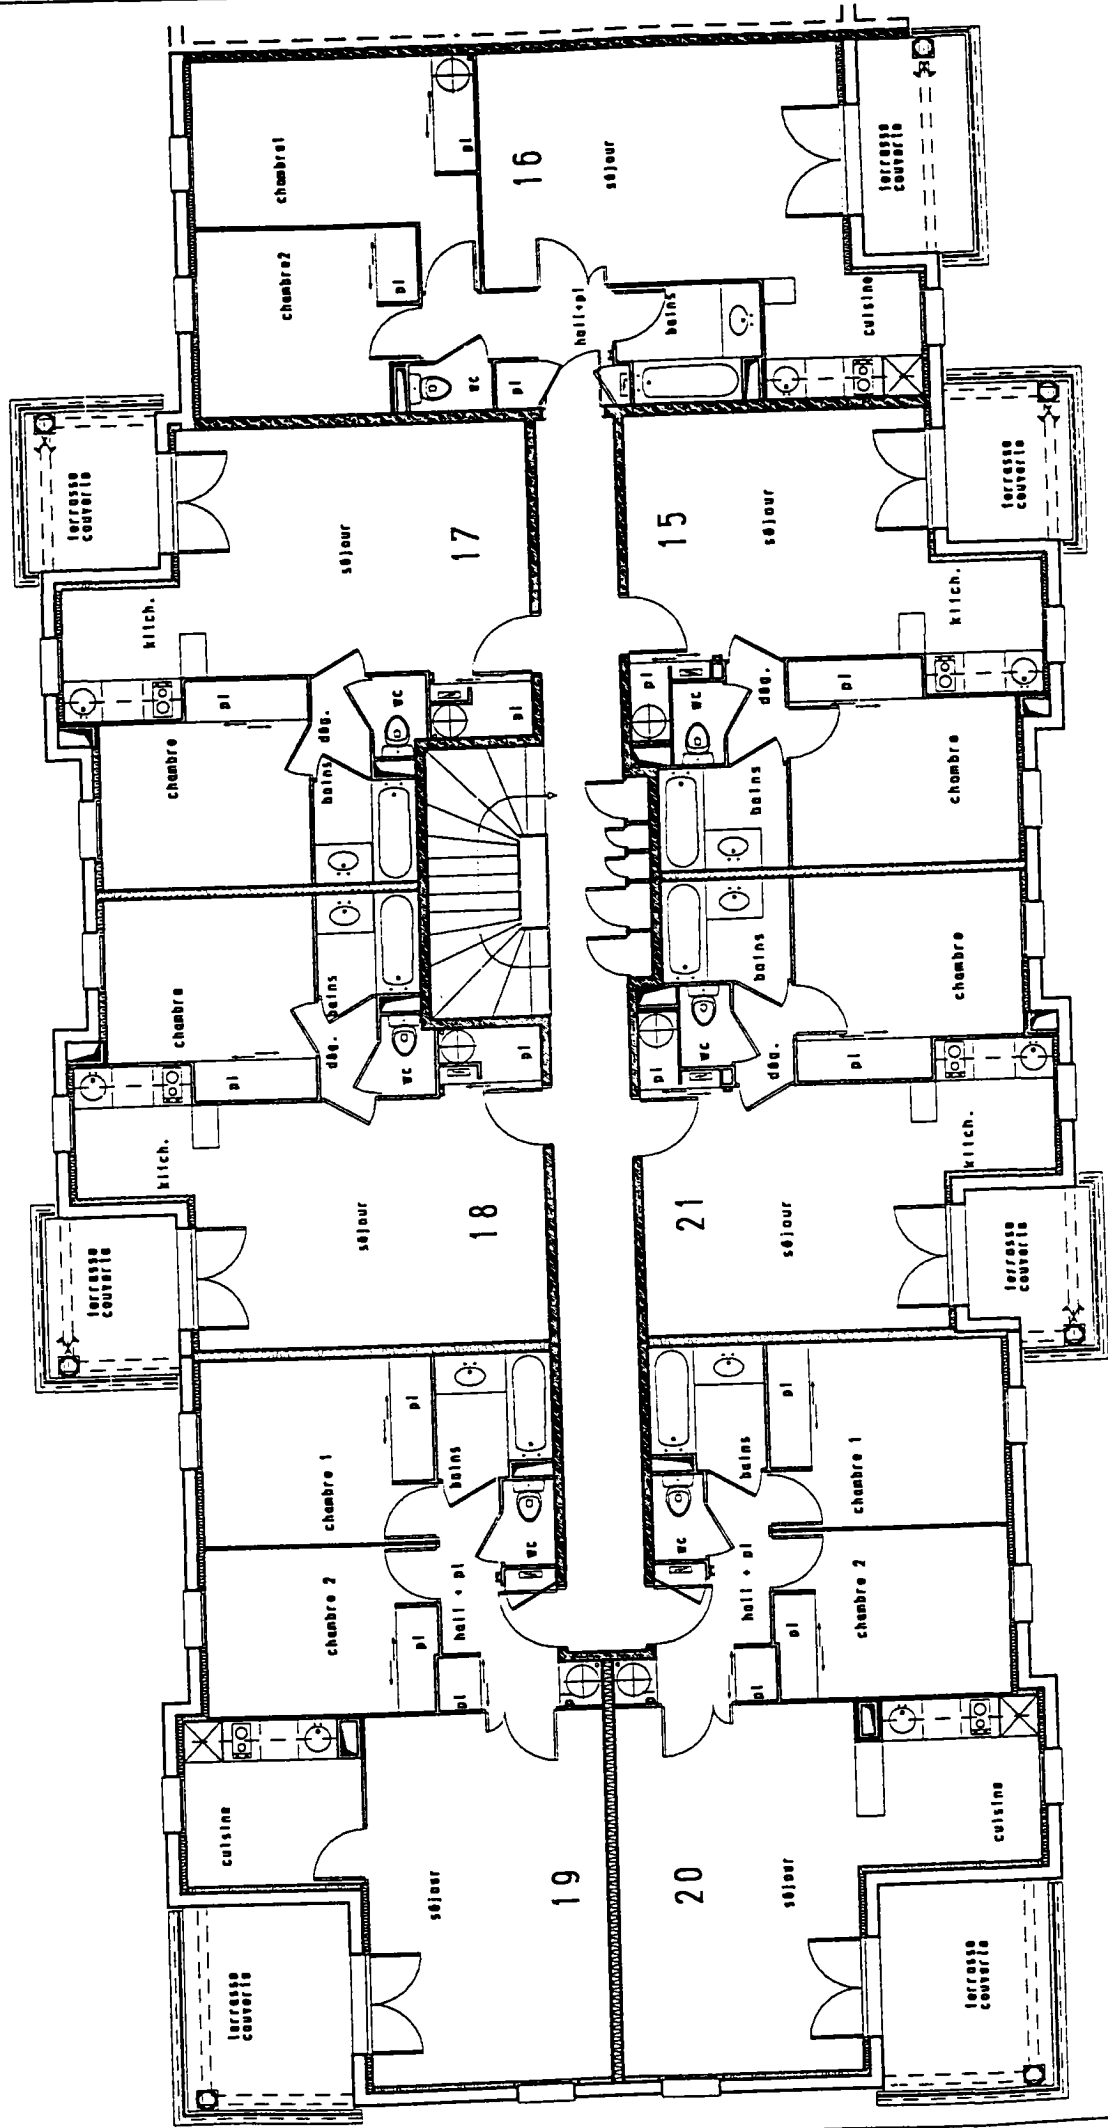 chambre1
pl
16
séjour
terrasse
couverte
chambre2
pl
hall+pl
bains
cuisine
wc
pl
terrasse
couverte
séjour
17
kitch.
pl
chambre
dég.
bains
wc
pl
15
séjour
terrasse
couverte
kitch.
pl
wc
dég.
pl
bains
chambre
chambre
bains
dég.
wc
pl
pl
kitch.
séjour
18
terrasse
couverte
bains
chambre
wc
pl
dég.
pl
kitch.
21
séjour
terrasse
couverte
chambre 1
pl
bains
wc
chambre 2
hall + pl
pl
pl
cuisine
séjour
19
terrasse
couverte
bains
pl
chambre 1
wc
hall + pl
chambre 2
pl
pl
cuisine
20
séjour
terrasse
couverte